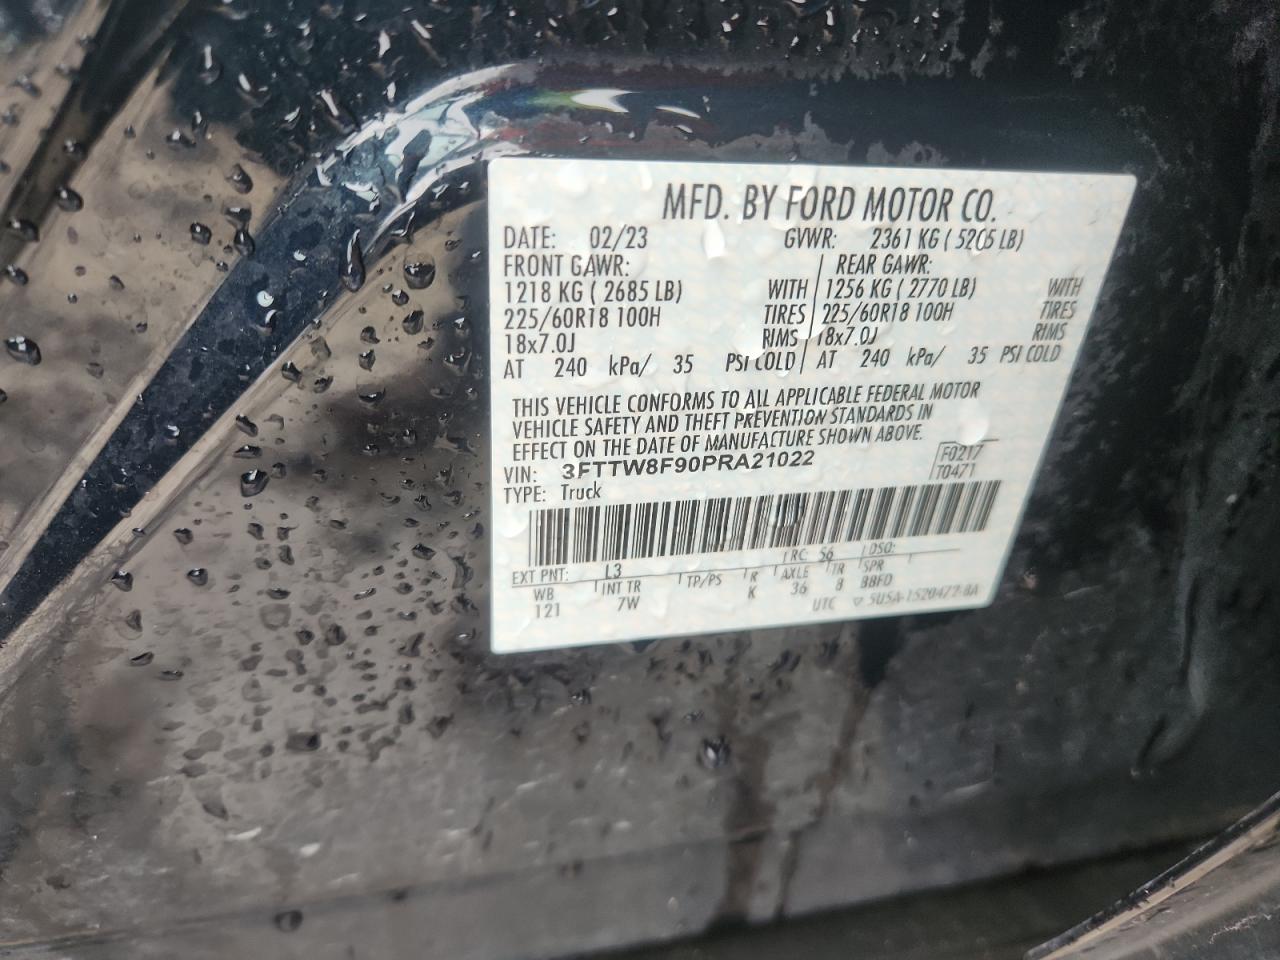 MFD. BY FORD MOTOR CO.
DATE: 02/23 GVWR: 2361 KG ( 5205 LB)
FRONT GAWR: REAR GAWR:
1218 KG ( 2685 LB) WITH 1256 KG ( 2770 LB) WITH
225/60R18 100H TIRES 225/60R18 100H TIRES
18x7.0J RIMS 18x7.0J RIMS
AT 240 kPa/ 35 PSI COLD AT 240 kPa/ 35 PSI COLD
THIS VEHICLE CONFORMS TO ALL APPLICABLE FEDERAL MOTOR
VEHICLE SAFETY AND THEFT PREVENTION STANDARDS IN
EFFECT ON THE DATE OF MANUFACTURE SHOWN ABOVE.
VIN: 3FTTW8F90PRA21022 F0217
TYPE: Truck T0471
EXT PNT: L3 RC: 56 DSO:
WB INT TR TP/PS R AXLE TR SPR
121 7W K 36 8 BBFD
UTC ▽ 5U5A-1520472-BA